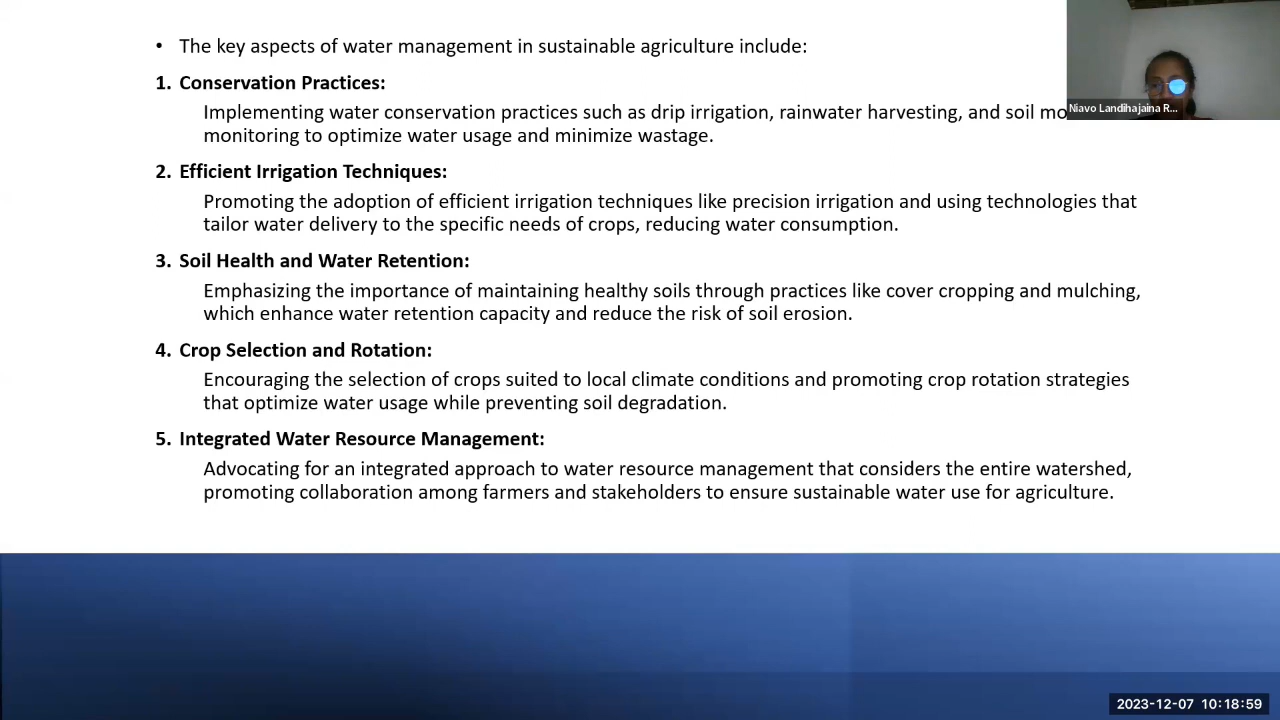 • The key aspects of water management in sustainable agriculture include:
1. Conservation Practices:
Implementing water conservation practices such as drip irrigation, rainwater harvesting, and soil mo
monitoring to optimize water usage and minimize wastage.
2. Efficient Irrigation Techniques:
Promoting the adoption of efficient irrigation techniques like precision irrigation and using technologies that
tailor water delivery to the specific needs of crops, reducing water consumption.
3. Soil Health and Water Retention:
Emphasizing the importance of maintaining healthy soils through practices like cover cropping and mulching,
which enhance water retention capacity and reduce the risk of soil erosion.
4. Crop Selection and Rotation:
Encouraging the selection of crops suited to local climate conditions and promoting crop rotation strategies
that optimize water usage while preventing soil degradation.
5. Integrated Water Resource Management:
Advocating for an integrated approach to water resource management that considers the entire watershed,
promoting collaboration among farmers and stakeholders to ensure sustainable water use for agriculture.
Niavo Landihajaina R...
2023-12-07 10:18:59